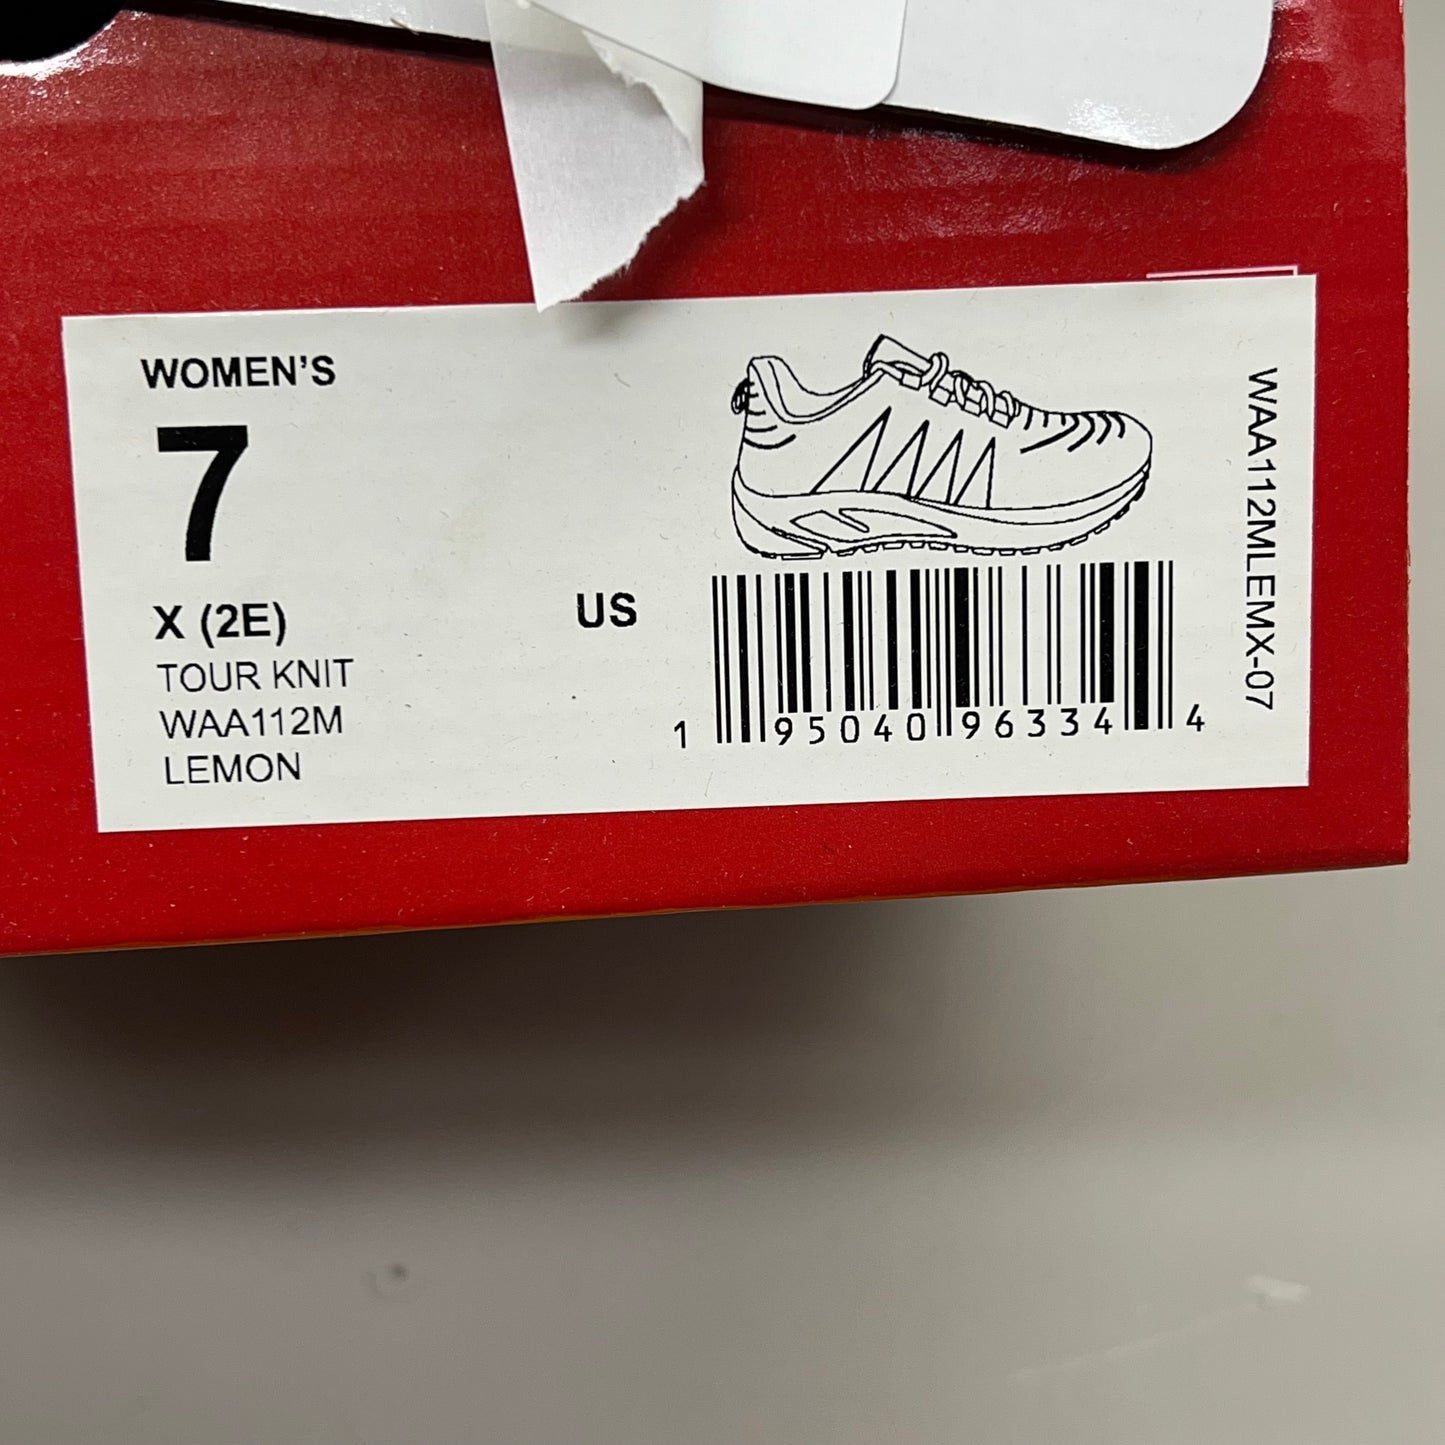 WOMEN'S
7
X (2E)
US
TOUR KNIT
WAA112M
LEMON
1 95040 96334 4
WAA112MLEMX-07